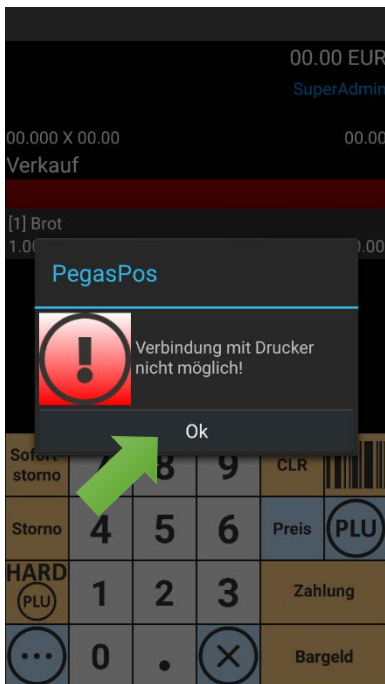 00.00 EUR
SuperAdmin
00.000 X 00.00 00.00
Verkauf
[1] Brot
PegasPos
Verbindung mit Drucker
nicht möglich!
Ok
Sofort-
storno 7 8 9 CLR
Storno 4 5 6 Preis PLU
HARD
PLU 1 2 3 Zahlung
... 0 . X Bargeld